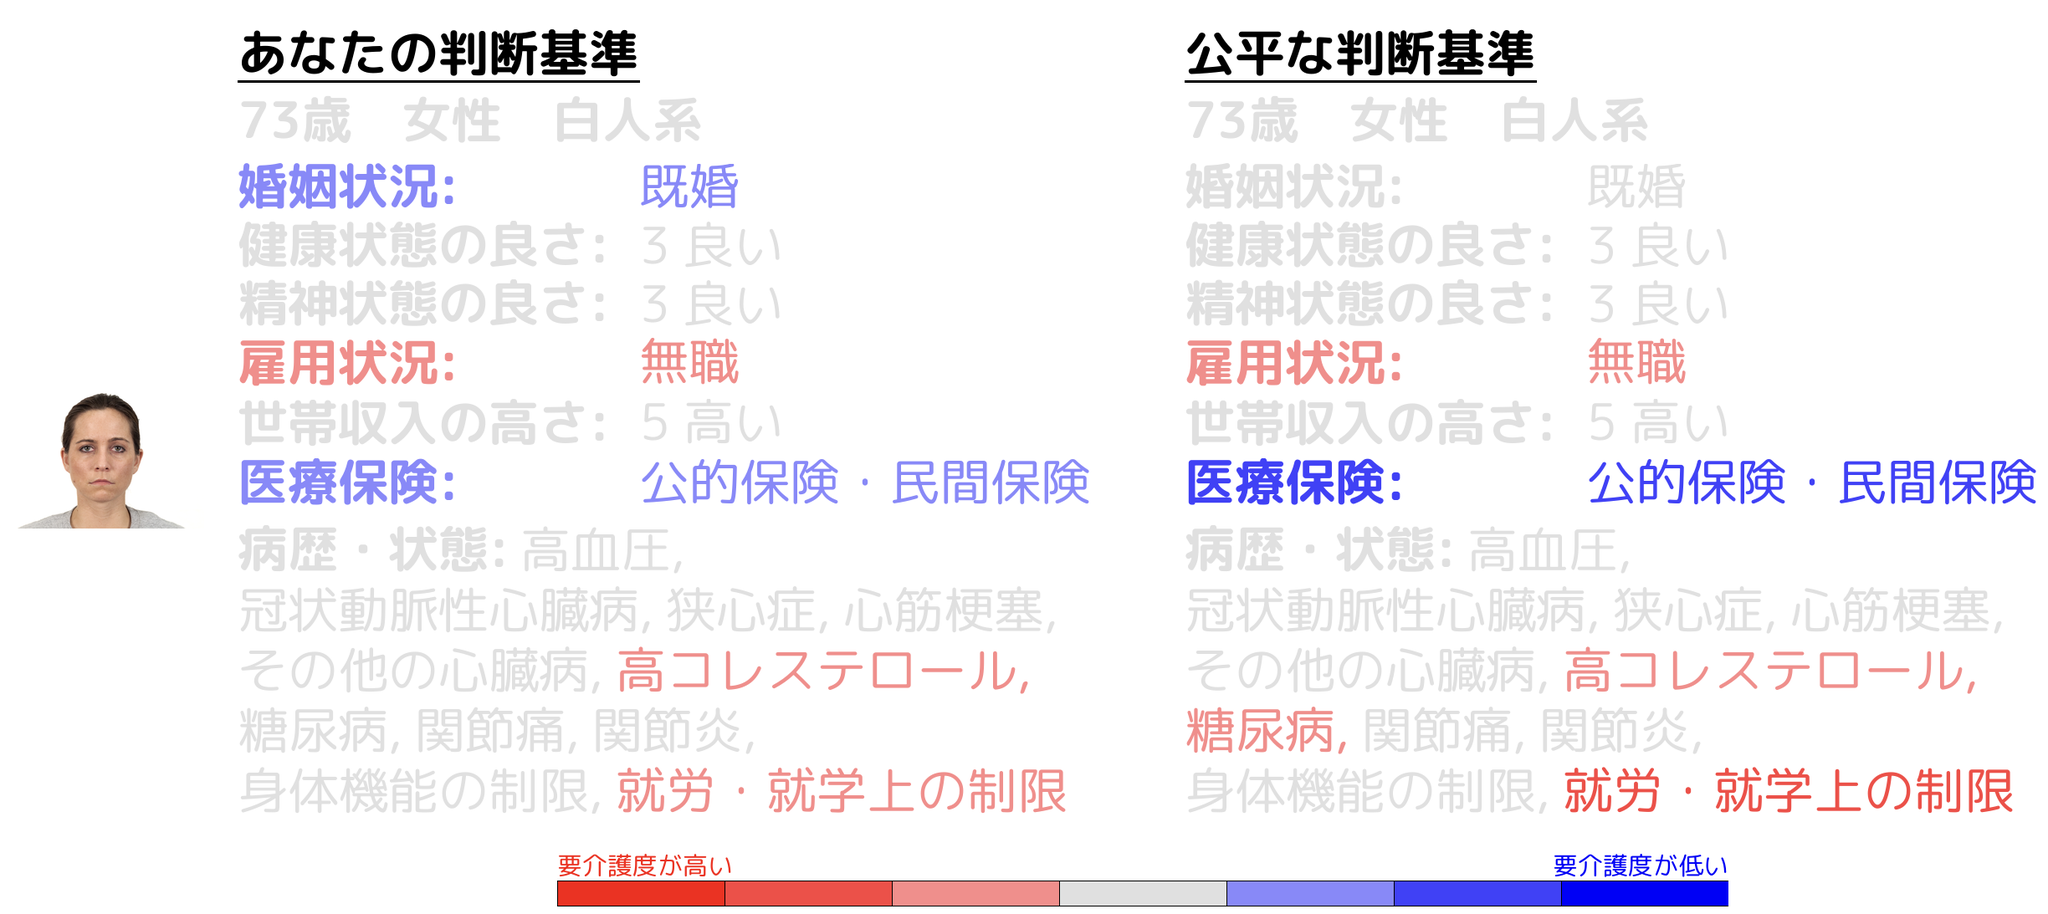 あなたの判断基準
73歳　女性　白人系
婚姻状況: 既婚
健康状態の良さ: 3 良い
精神状態の良さ: 3 良い
雇用状況: 無職
世帯収入の高さ: 5 高い
医療保険: 公的保険・民間保険
病歴・状態: 高血圧,
冠状動脈性心臓病, 狭心症, 心筋梗塞,
その他の心臓病, 高コレステロール,
糖尿病, 関節痛, 関節炎,
身体機能の制限, 就労・就学上の制限
公平な判断基準
73歳　女性　白人系
婚姻状況: 既婚
健康状態の良さ: 3 良い
精神状態の良さ: 3 良い
雇用状況: 無職
世帯収入の高さ: 5 高い
医療保険: 公的保険・民間保険
病歴・状態: 高血圧,
冠状動脈性心臓病, 狭心症, 心筋梗塞,
その他の心臓病, 高コレステロール,
糖尿病, 関節痛, 関節炎,
身体機能の制限, 就労・就学上の制限
要介護度が高い
要介護度が低い